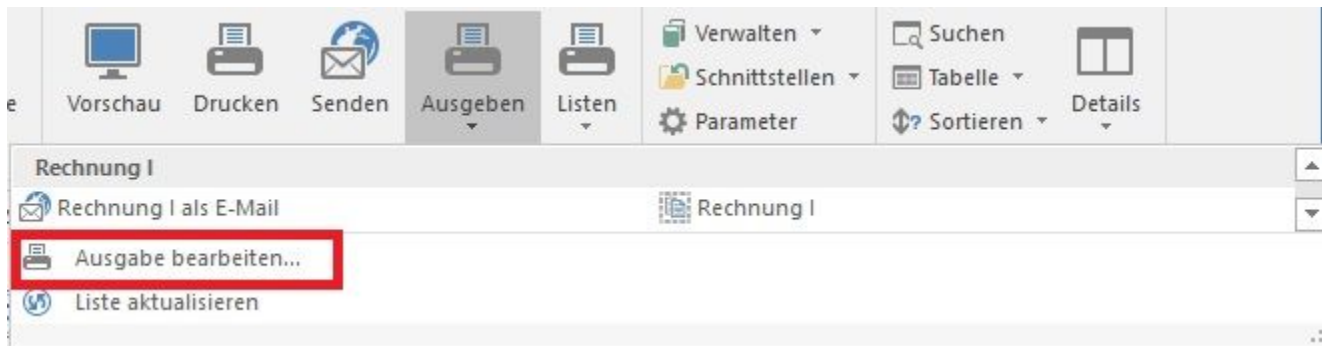 e
Vorschau
Drucken
Senden
Ausgeben
Listen
Verwalten
Schnittstellen
Parameter
Suchen
Tabelle
Sortieren
Details
Rechnung I
Rechnung I als E-Mail
Rechnung I
Ausgabe bearbeiten...
Liste aktualisieren